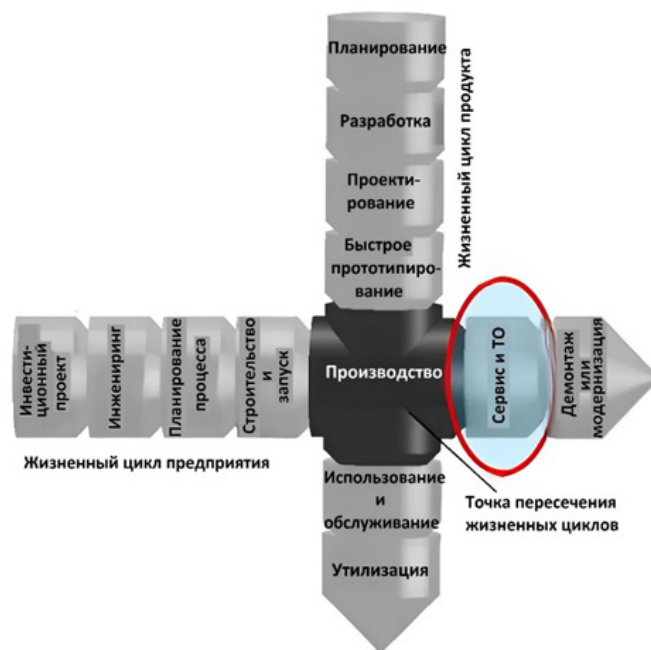 Планирование
Разработка
Проекти-
рование
Быстрое
прототипиро-
вание
Жизненный цикл продукта
Инвести-
ционный
проект
Инжениринг
Планирование
процесса
Строительство
и
запуск
Производство
Сервис и ТО
Демонтаж
или
модернизация
Жизненный цикл предприятия
Использование
и
обслуживание
Точка пересечения
жизненных циклов
Утилизация